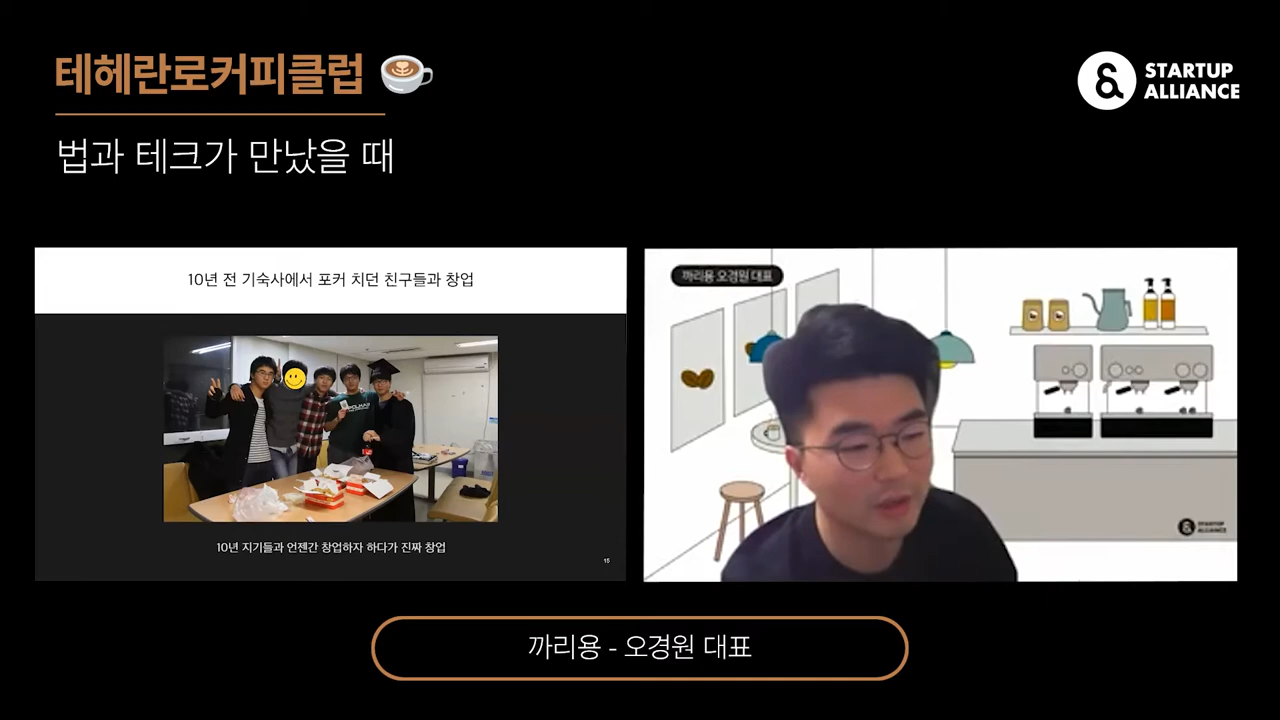 테헤란로커피클럽
STARTUP
ALLIANCE
법과 테크가 만났을 때
10년 전 기숙사에서 포커 치던 친구들과 창업
10년 지기들과 언젠간 창업하자 하다가 진짜 창업
15
까리용 오경원 대표
STARTUP
ALLIANCE
까리용 - 오경원 대표